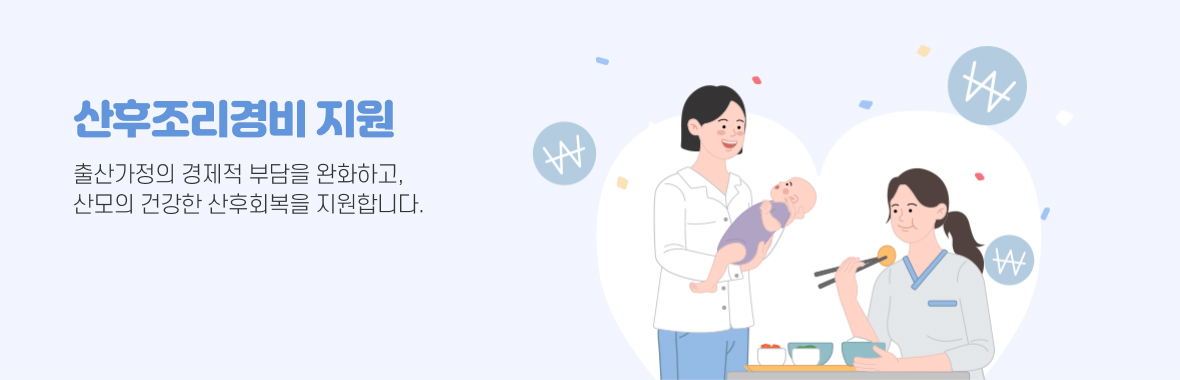 산후조리경비 지원
출산가정의 경제적 부담을 완화하고,
산모의 건강한 산후회복을 지원합니다.